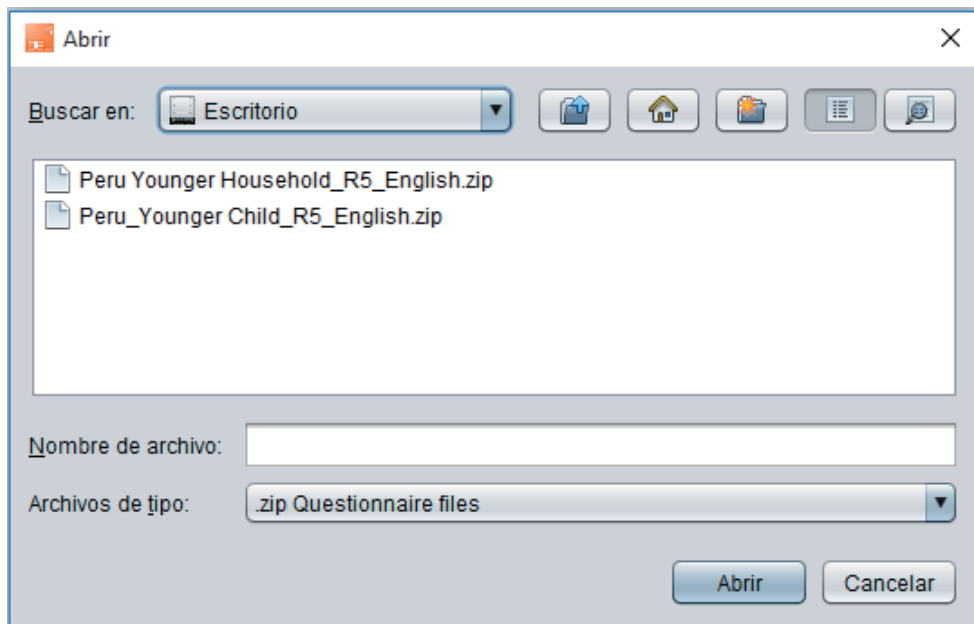 Abrir
Buscar en: Escritorio
Peru Younger Household_R5_English.zip
Peru_Younger Child_R5_English.zip
Nombre de archivo:
Archivos de tipo: .zip Questionnaire files
Abrir Cancelar